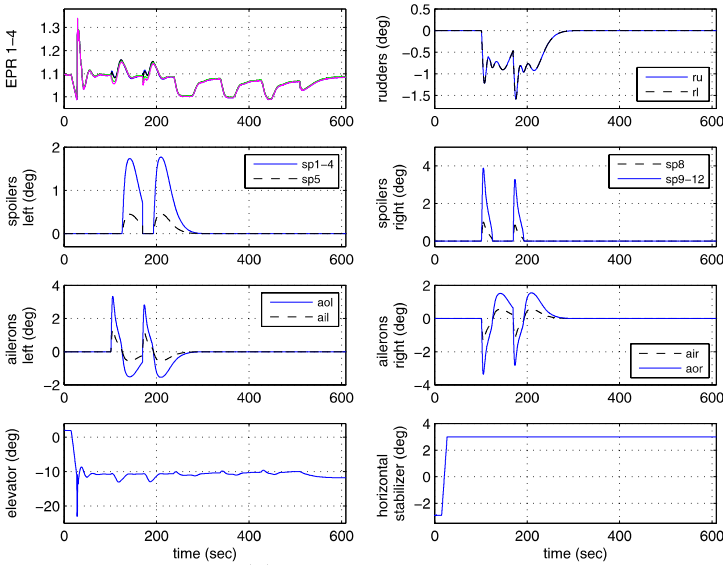 EPR 1−4
1.3
1.2
1.1
1
0 200 400 600
rudders (deg)
0.5
0
−0.5
−1
−1.5
ru
rl
0 200 400 600
spoilers
left (deg)
2
1
0
sp1−4
sp5
0 200 400 600
spoilers
right (deg)
4
2
0
sp8
sp9−12
0 200 400 600
ailerons
left (deg)
4
2
0
−2
aol
ail
0 200 400 600
ailerons
right (deg)
2
0
−2
−4
air
aor
0 200 400 600
elevator (deg)
0
−10
−20
0 200 400 600
time (sec)
horizontal
stabilizer (deg)
4
2
0
−2
0 200 400 600
time (sec)